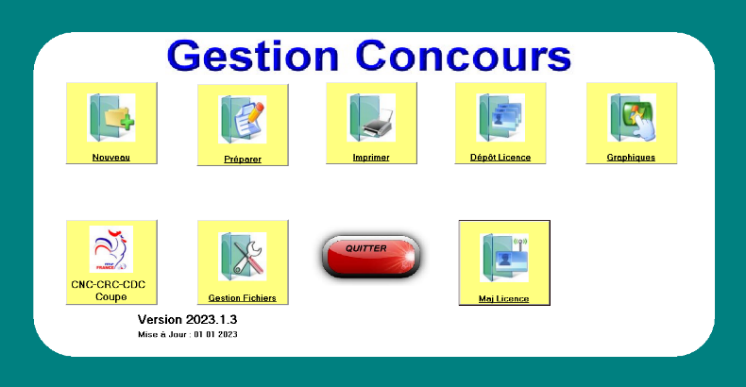 Gestion Concours
Nouveau
Préparer
Imprimer
Dépôt Licence
Graphiques
FRANCE
CNC-CRC-CDC
Coupe
Gestion Fichiers
QUITTER
Maj Licence
Version 2023.1.3
Mise à Jour : 01 01 2023